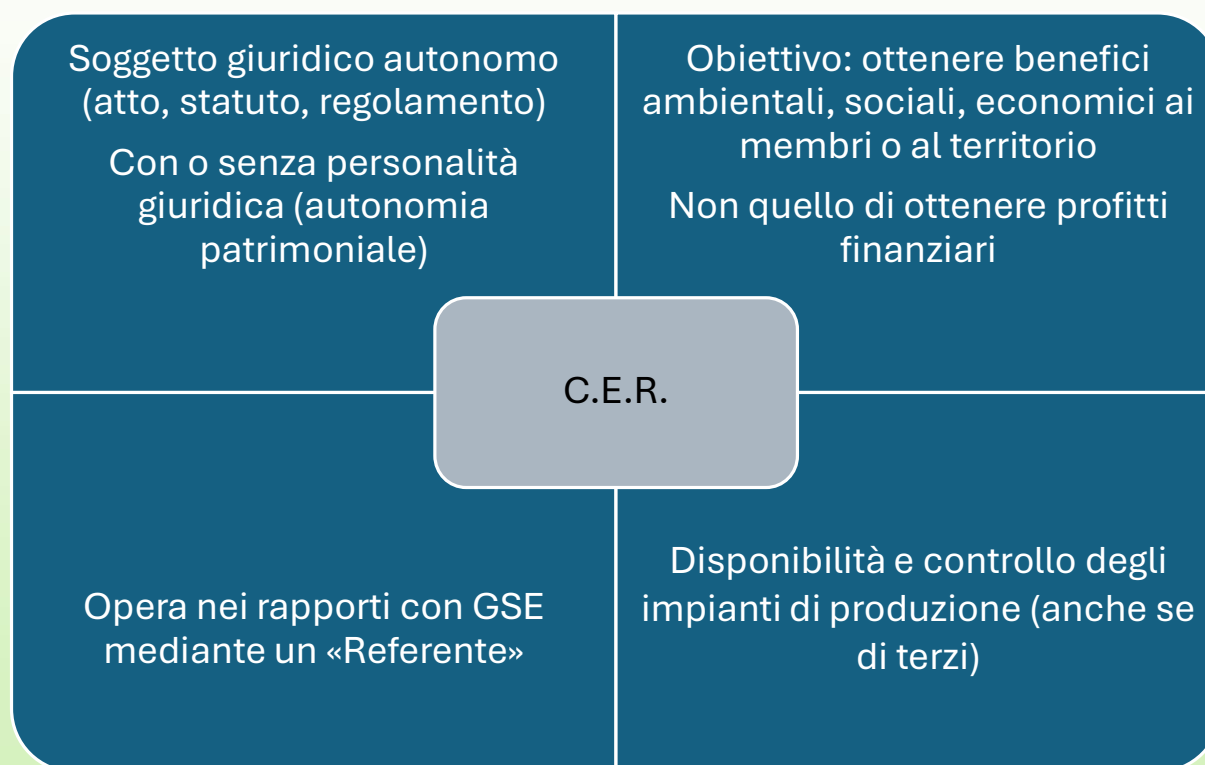 Soggetto giuridico autonomo
(atto, statuto, regolamento)
Con o senza personalità
giuridica (autonomia
patrimoniale)
Obiettivo: ottenere benefici
ambientali, sociali, economici ai
membri o al territorio
Non quello di ottenere profitti
finanziari
C.E.R.
Opera nei rapporti con GSE
mediante un «Referente»
Disponibilità e controllo degli
impianti di produzione (anche se
di terzi)